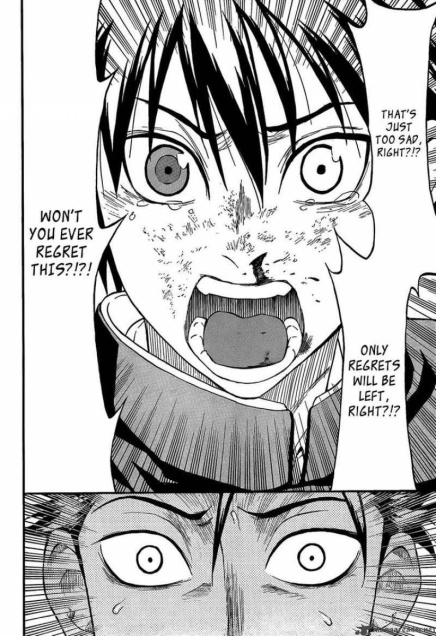 THAT'S
JUST
TOO SAD,
RIGHT?!?
WON'T
YOU EVER
REGRET
THIS?!?!
ONLY
REGRETS
WILL BE
LEFT,
RIGHT?!?